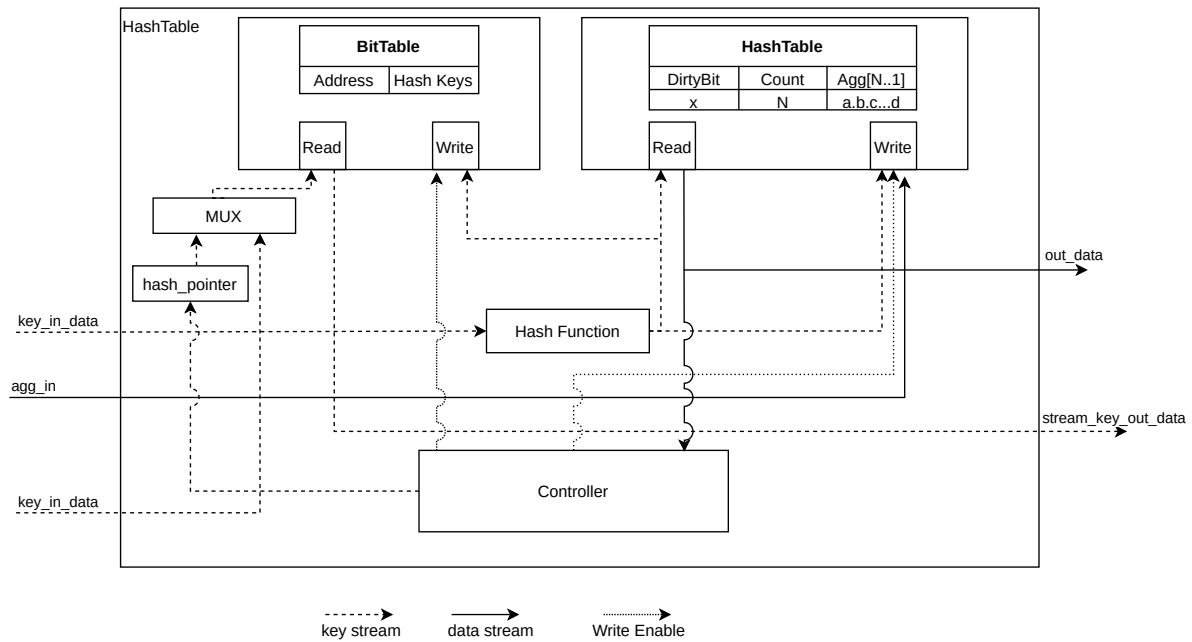 HashTable
BitTable
Address Hash Keys
Read
Write
HashTable
DirtyBit Count Agg[N..1]
x N a.b.c...d
Read
Write
MUX
hash_pointer
out_data
key_in_data
Hash Function
agg_in
stream_key_out_data
Controller
key_in_data
key stream
data stream
Write Enable